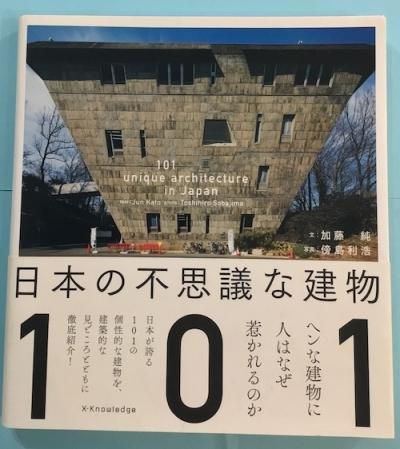 101
unique architecture
in Japan
text: Jun Kato photo: Toshihiro Sobajima
文：加藤 純
写真：傍島利浩
日本の不思議な建物
101
ヘンな建物に
人はなぜ
惹かれるのか
日本が誇る
101の
個性的な建物を、
建築的な
見どころとともに
徹底紹介！
X-Knowledge